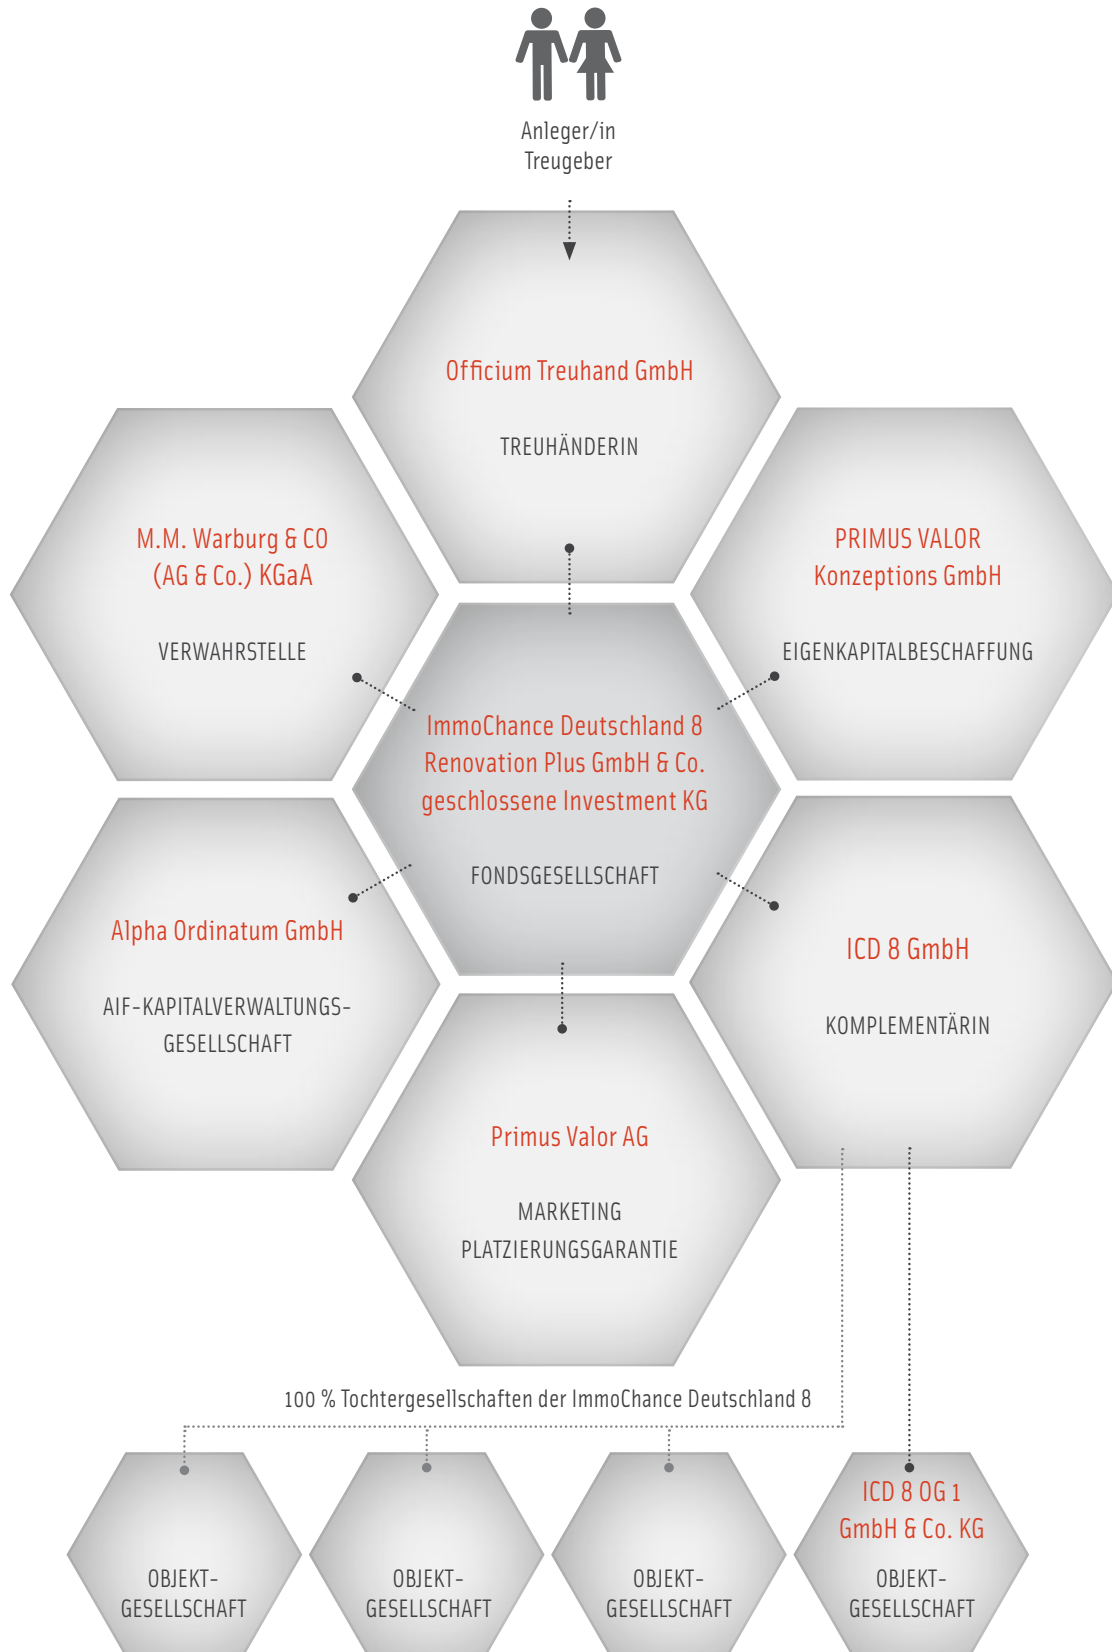 Anleger/in
Treugeber
Officium Treuhand GmbH
TREUHÄNDERIN
M.M. Warburg & CO
(AG & Co.) KGaA
VERWAHRSTELLE
PRIMUS VALOR
Konzeptions GmbH
EIGENKAPITALBESCHAFFUNG
ImmoChance Deutschland 8
Renovation Plus GmbH & Co.
geschlossene Investment KG
FONDSGESELLSCHAFT
Alpha Ordinatum GmbH
AIF-KAPITALVERWALTUNGS-
GESELLSCHAFT
ICD 8 GmbH
KOMPLEMENTÄRIN
Primus Valor AG
MARKETING
PLATZIERUNGSGARANTIE
100 % Tochtergesellschaften der ImmoChance Deutschland 8
OBJEKT-
GESELLSCHAFT
OBJEKT-
GESELLSCHAFT
OBJEKT-
GESELLSCHAFT
ICD 8 OG 1
GmbH & Co. KG
OBJEKT-
GESELLSCHAFT